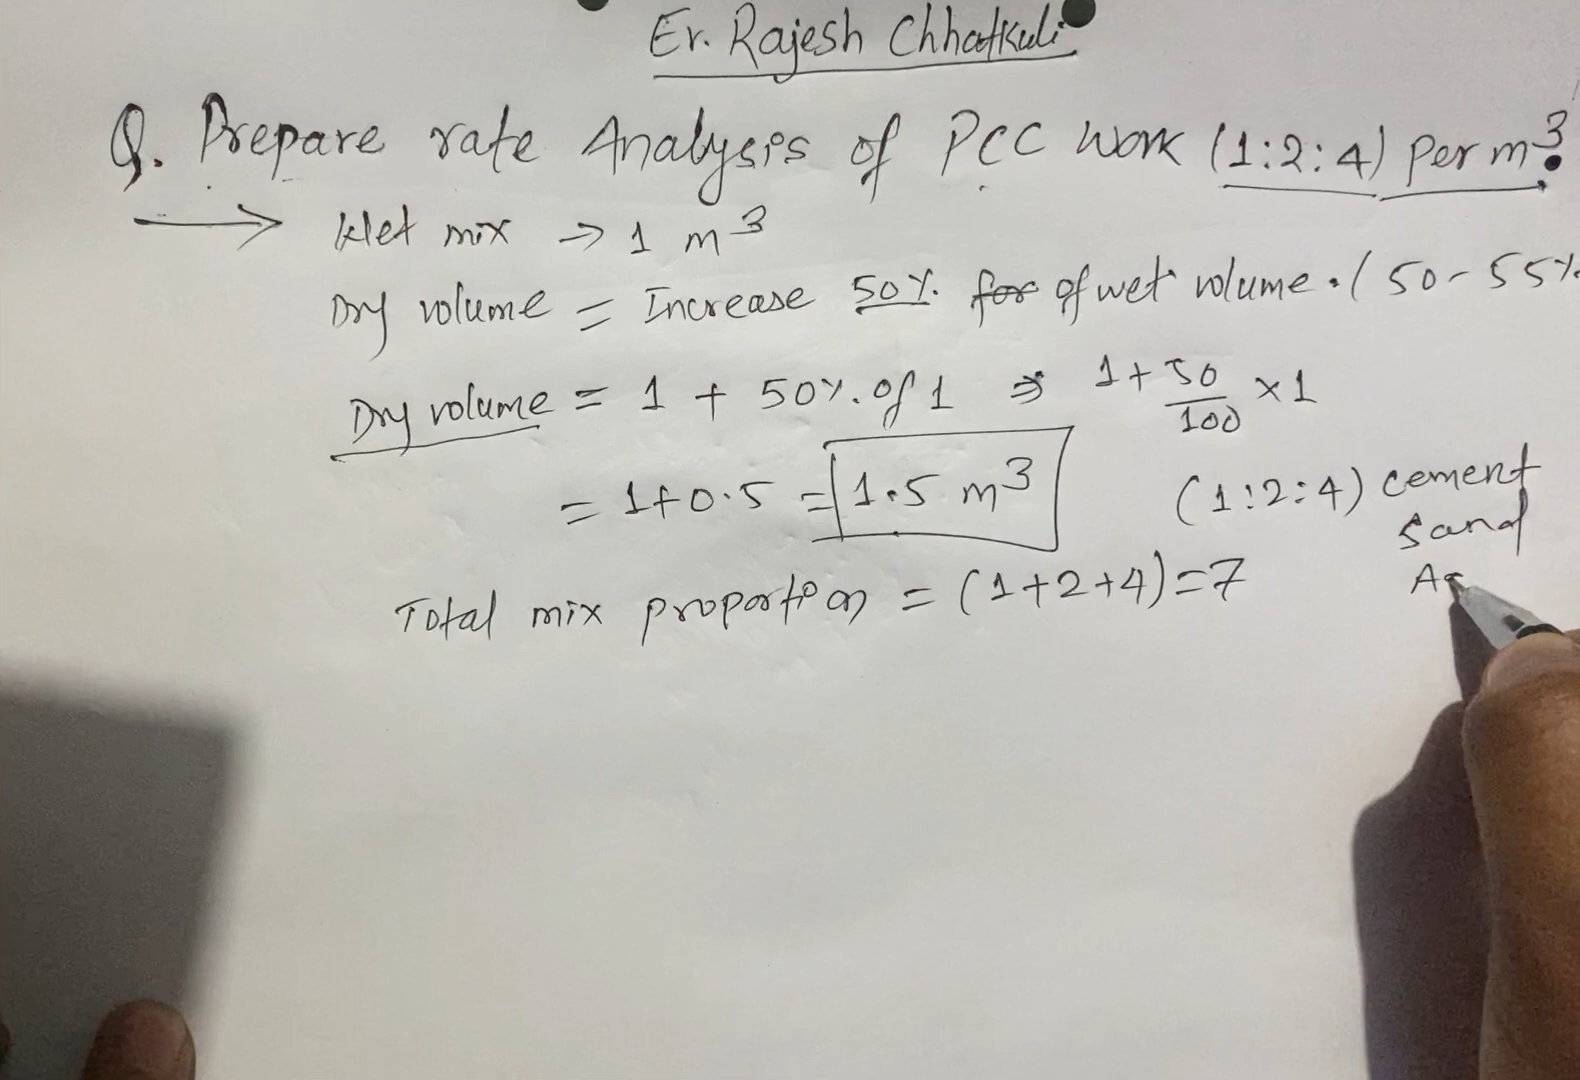 Er. Rajesh Chhatkuli
Q. Prepare rate Analysis of PCC Work (1:2:4) per m³?
→ Wet mix → 1 m³
Dry volume = Increase 50% for of wet volume. (50-55%
Dry volume = 1 + 50% of 1 ⇒ 1 + 50/100 × 1
= 1+0.5 = 1.5 m³
(1:2:4) cement
sand
Total mix proportion = (1+2+4)=7